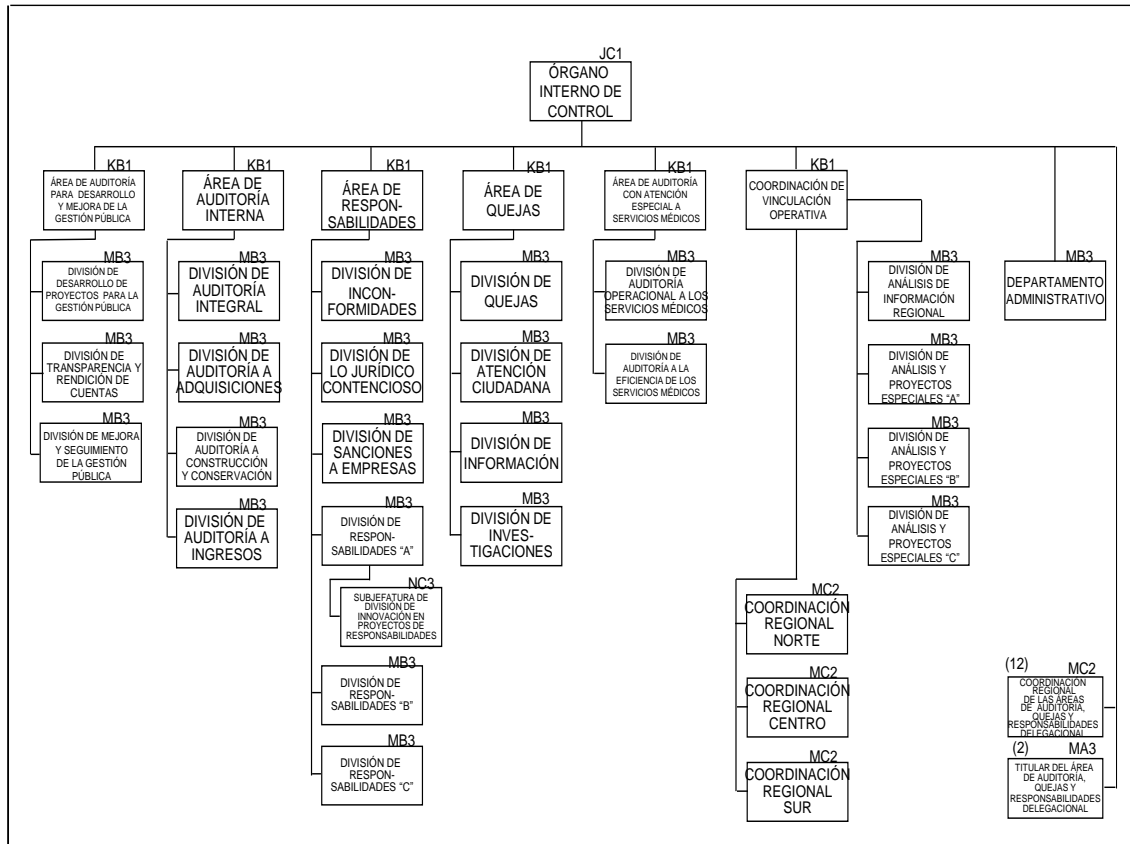 JC1
ÓRGANO
INTERNO DE
CONTROL
KB1
ÁREA DE AUDITORÍA
PARA DESARROLLO
Y MEJORA DE LA
GESTIÓN PÚBLICA
MB3
DIVISIÓN DE
DESARROLLO DE
PROYECTOS PARA LA
GESTIÓN PÚBLICA
MB3
DIVISIÓN DE
TRANSPARENCIA Y
RENDICIÓN DE
CUENTAS
MB3
DIVISIÓN DE MEJORA
Y SEGUIMIENTO
DE LA GESTIÓN
PÚBLICA
KB1
ÁREA DE
AUDITORÍA
INTERNA
MB3
DIVISIÓN DE
AUDITORÍA
INTEGRAL
MB3
DIVISIÓN DE
AUDITORÍA A
ADQUISICIONES
MB3
DIVISIÓN DE
AUDITORÍA A
CONSTRUCCIÓN
Y CONSERVACIÓN
MB3
DIVISIÓN DE
AUDITORÍA A
INGRESOS
KB1
ÁREA DE
RESPON-
SABILIDADES
MB3
DIVISIÓN DE
INCON-
FORMIDADES
MB3
DIVISIÓN DE
LO JURÍDICO
CONTENCIOSO
MB3
DIVISIÓN DE
SANCIONES
A EMPRESAS
MB3
DIVISIÓN DE
RESPON-
SABILIDADES “A”
NC3
SUBJEFATURA DE
DIVISIÓN DE
INNOVACIÓN EN
PROYECTOS DE
RESPONSABILIDADES
MB3
DIVISIÓN DE
RESPON-
SABILIDADES “B”
MB3
DIVISIÓN DE
RESPON-
SABILIDADES “C”
KB1
ÁREA DE
QUEJAS
MB3
DIVISIÓN DE
QUEJAS
MB3
DIVISIÓN DE
ATENCIÓN
CIUDADANA
MB3
DIVISIÓN DE
INFORMACIÓN
MB3
DIVISIÓN DE
INVES-
TIGACIONES
KB1
ÁREA DE AUDITORÍA
CON ATENCIÓN
ESPECIAL A
SERVICIOS MÉDICOS
MB3
DIVISIÓN DE
AUDITORÍA
OPERACIONAL A LOS
SERVICIOS MÉDICOS
MB3
DIVISIÓN DE
AUDITORÍA A LA
EFICIENCIA DE LOS
SERVICIOS MÉDICOS
KB1
COORDINACIÓN DE
VINCULACIÓN
OPERATIVA
MC2
COORDINACIÓN
REGIONAL
NORTE
MC2
COORDINACIÓN
REGIONAL
CENTRO
MC2
COORDINACIÓN
REGIONAL
SUR
MB3
DIVISIÓN DE
ANÁLISIS DE
INFORMACIÓN
REGIONAL
MB3
DIVISIÓN DE
ANÁLISIS Y
PROYECTOS
ESPECIALES “A”
MB3
DIVISIÓN DE
ANÁLISIS Y
PROYECTOS
ESPECIALES “B”
MB3
DIVISIÓN DE
ANÁLISIS Y
PROYECTOS
ESPECIALES “C”
MB3
DEPARTAMENTO
ADMINISTRATIVO
(12) MC2
COORDINACIÓN
REGIONAL
DE LAS ÁREAS
DE AUDITORÍA,
QUEJAS Y
RESPONSABILIDADES
DELEGACIONAL
(2) MA3
TITULAR DEL ÁREA
DE AUDITORÍA,
QUEJAS Y
RESPONSABILIDADES
DELEGACIONAL